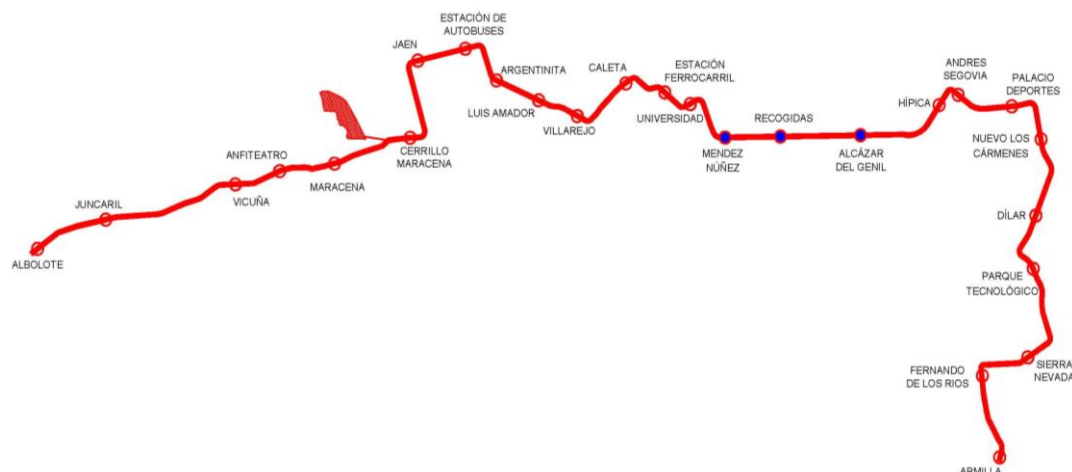 ESTACIÓN DE
AUTOBUSES
JAEN
ARGENTINITA
LUIS AMADOR
VILLAREJO
CALETA
ESTACIÓN
FERROCARRIL
UNIVERSIDAD
MENDEZ
NÚÑEZ
RECOGIDAS
ALCÁZAR
DEL GENIL
HÍPICA
ANDRES
SEGOVIA
PALACIO
DEPORTES
NUEVO LOS
CÁRMENES
DÍLAR
PARQUE
TECNOLÓGICO
SIERRA
NEVADA
FERNANDO
DE LOS RIOS
ARMILLA
CERRILLO
MARACENA
MARACENA
ANFITEATRO
VICUÑA
JUNCARIL
ALBOLOTE